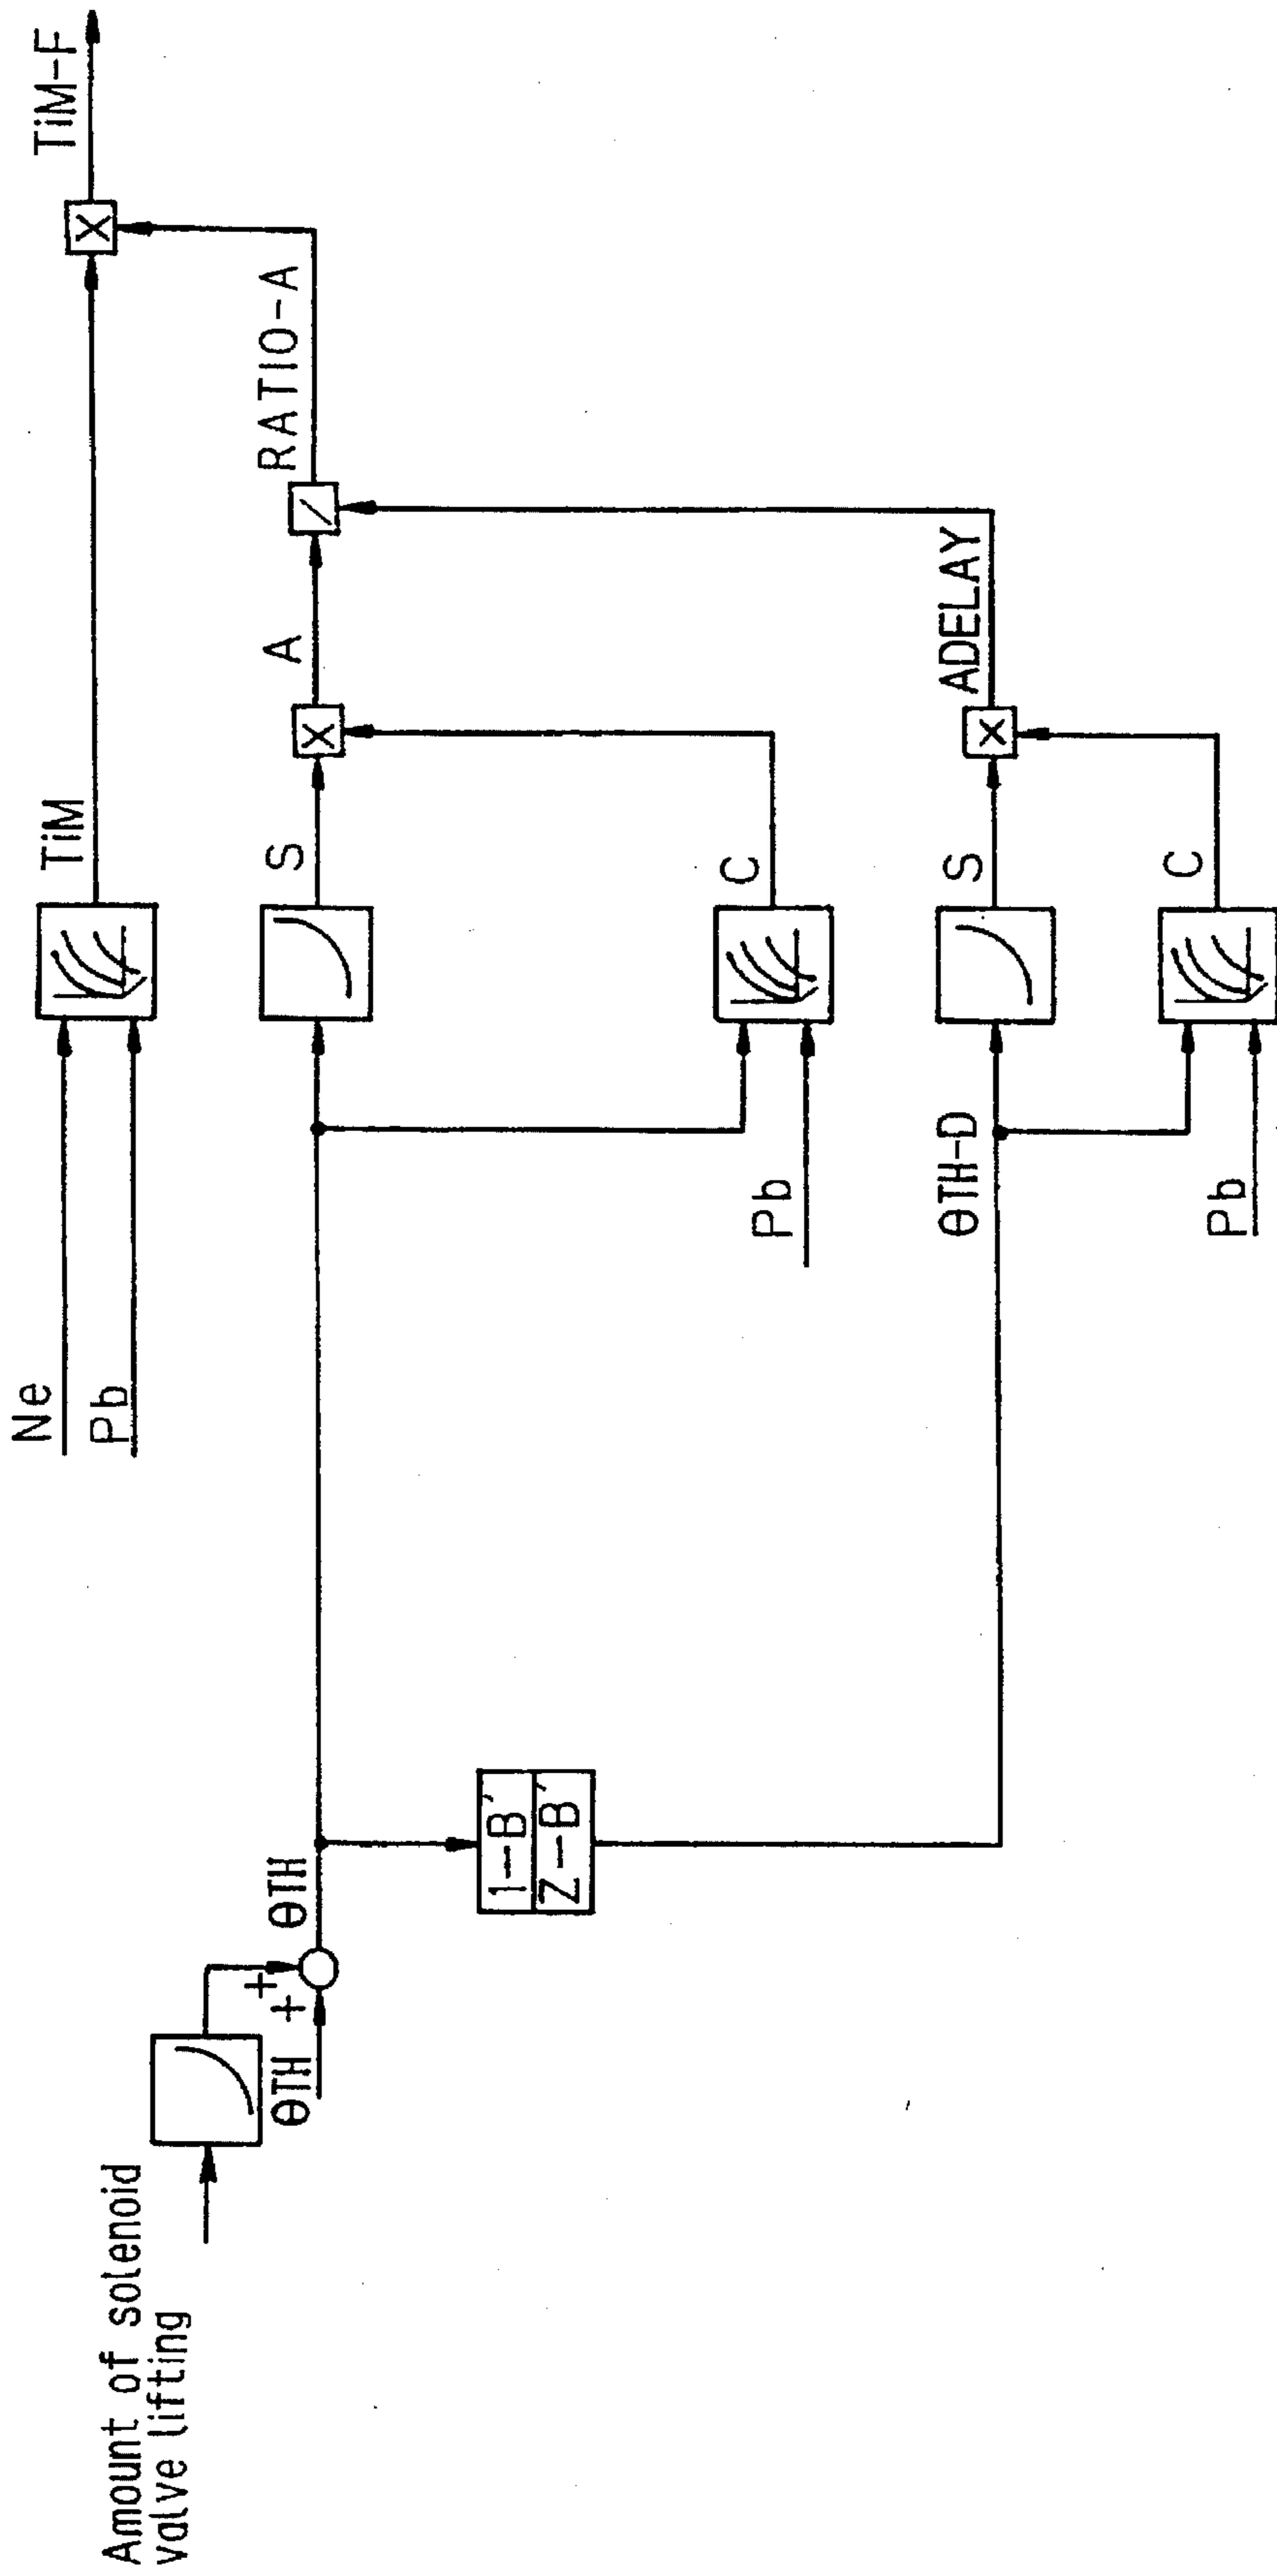 Amount of solenoid
valve lifting
θTH
+
+
θTH
1-B´
Z-B´
Ne
Pb
TiM
X
TiM-F
S
X
A
/
RATIO-A
Pb
C
θTH-D
S
X
ADELAY
Pb
C